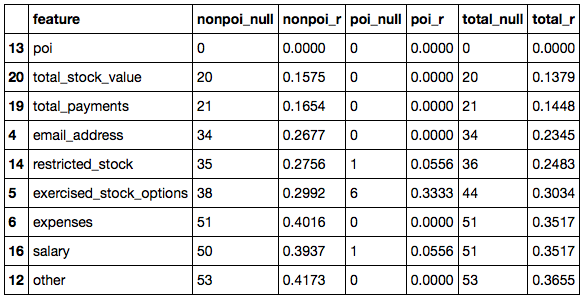 feature nonpoi_null nonpoi_r poi_null poi_r total_null total_r
13 poi 0 0.0000 0 0.0000 0 0.0000
20 total_stock_value 20 0.1575 0 0.0000 20 0.1379
19 total_payments 21 0.1654 0 0.0000 21 0.1448
4 email_address 34 0.2677 0 0.0000 34 0.2345
14 restricted_stock 35 0.2756 1 0.0556 36 0.2483
5 exercised_stock_options 38 0.2992 6 0.3333 44 0.3034
6 expenses 51 0.4016 0 0.0000 51 0.3517
16 salary 50 0.3937 1 0.0556 51 0.3517
12 other 53 0.4173 0 0.0000 53 0.3655